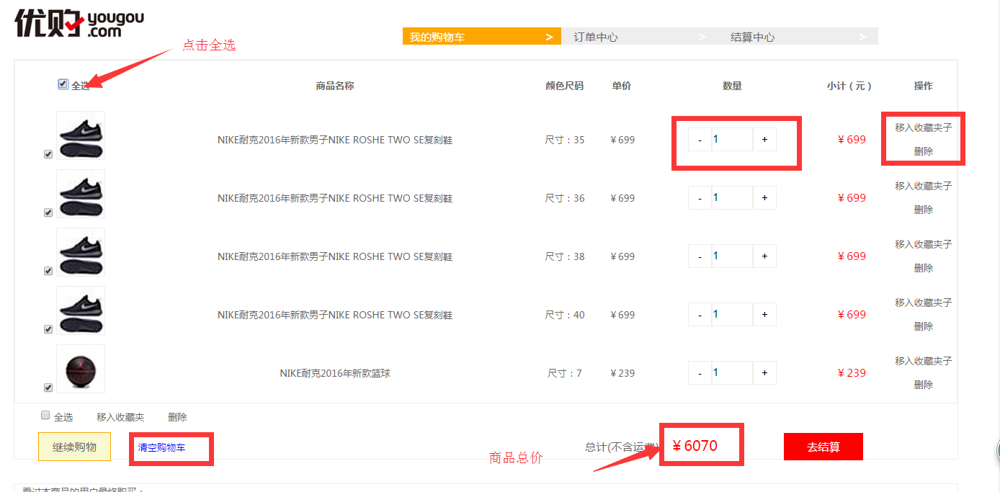 优购 yougou
.com
点击全选
我的购物车 > 订单中心 > 结算中心 >
全选 商品名称 颜色尺码 单价 数量 小计（元） 操作
NIKE耐克2016年新款男子NIKE ROSHE TWO SE复刻鞋 尺寸：35 ¥699 - 1 + ¥699 移入收藏夹子
删除
NIKE耐克2016年新款男子NIKE ROSHE TWO SE复刻鞋 尺寸：36 ¥699 - 1 + ¥699 移入收藏夹子
删除
NIKE耐克2016年新款男子NIKE ROSHE TWO SE复刻鞋 尺寸：38 ¥699 - 1 + ¥699 移入收藏夹子
删除
NIKE耐克2016年新款男子NIKE ROSHE TWO SE复刻鞋 尺寸：40 ¥699 - 1 + ¥699 移入收藏夹子
删除
NIKE耐克2016年新款篮球 尺寸：7 ¥239 - 1 + ¥239 移入收藏夹子
删除
全选 移入收藏夹 删除
继续购物 清空购物车 商品总价 总计(不含运费) ¥6070 去结算
看过本商品的用户最终购买：